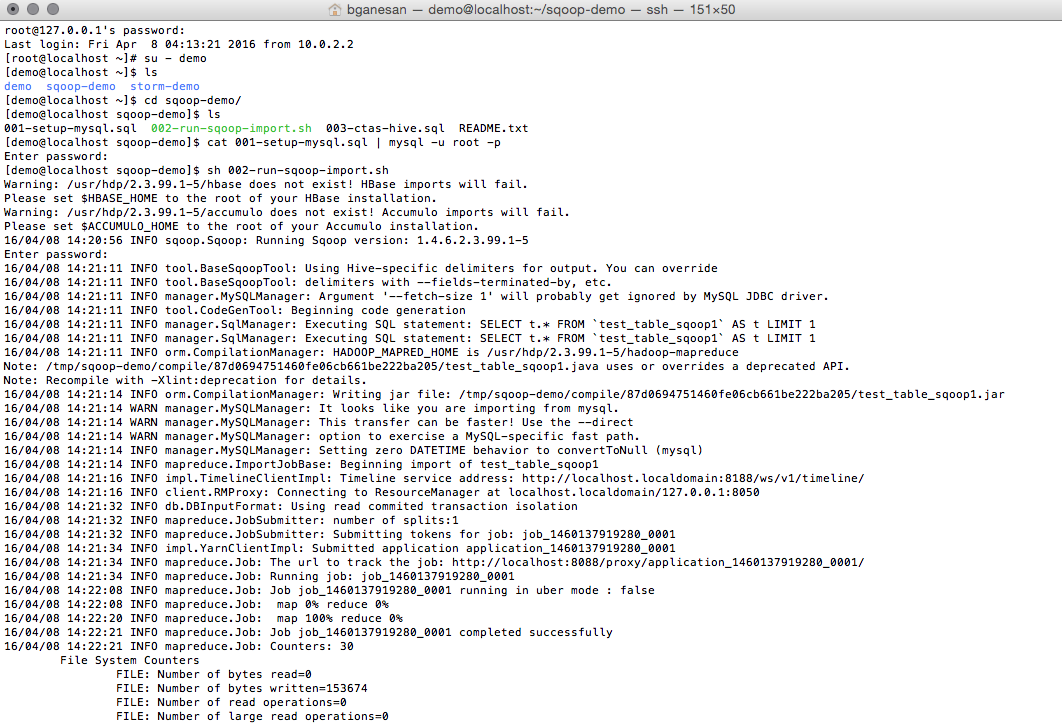 bganesan — demo@localhost:~/sqoop-demo — ssh — 151×50
root@127.0.0.1's password:
Last login: Fri Apr  8 04:13:21 2016 from 10.0.2.2
[root@localhost ~]# su - demo
[demo@localhost ~]$ ls
demo  sqoop-demo  storm-demo
[demo@localhost ~]$ cd sqoop-demo/
[demo@localhost sqoop-demo]$ ls
001-setup-mysql.sql  002-run-sqoop-import.sh  003-ctas-hive.sql  README.txt
[demo@localhost sqoop-demo]$ cat 001-setup-mysql.sql | mysql -u root -p
Enter password:
[demo@localhost sqoop-demo]$ sh 002-run-sqoop-import.sh
Warning: /usr/hdp/2.3.99.1-5/hbase does not exist! HBase imports will fail.
Please set $HBASE_HOME to the root of your HBase installation.
Warning: /usr/hdp/2.3.99.1-5/accumulo does not exist! Accumulo imports will fail.
Please set $ACCUMULO_HOME to the root of your Accumulo installation.
16/04/08 14:20:56 INFO sqoop.Sqoop: Running Sqoop version: 1.4.6.2.3.99.1-5
Enter password:
16/04/08 14:21:11 INFO tool.BaseSqoopTool: Using Hive-specific delimiters for output. You can override
16/04/08 14:21:11 INFO tool.BaseSqoopTool: delimiters with --fields-terminated-by, etc.
16/04/08 14:21:11 INFO manager.MySQLManager: Argument '--fetch-size 1' will probably get ignored by MySQL JDBC driver.
16/04/08 14:21:11 INFO tool.CodeGenTool: Beginning code generation
16/04/08 14:21:11 INFO manager.SqlManager: Executing SQL statement: SELECT t.* FROM `test_table_sqoop1` AS t LIMIT 1
16/04/08 14:21:11 INFO manager.SqlManager: Executing SQL statement: SELECT t.* FROM `test_table_sqoop1` AS t LIMIT 1
16/04/08 14:21:11 INFO orm.CompilationManager: HADOOP_MAPRED_HOME is /usr/hdp/2.3.99.1-5/hadoop-mapreduce
Note: /tmp/sqoop-demo/compile/87d0694751460fe06cb661be222ba205/test_table_sqoop1.java uses or overrides a deprecated API.
Note: Recompile with -Xlint:deprecation for details.
16/04/08 14:21:14 INFO orm.CompilationManager: Writing jar file: /tmp/sqoop-demo/compile/87d0694751460fe06cb661be222ba205/test_table_sqoop1.jar
16/04/08 14:21:14 WARN manager.MySQLManager: It looks like you are importing from mysql.
16/04/08 14:21:14 WARN manager.MySQLManager: This transfer can be faster! Use the --direct
16/04/08 14:21:14 WARN manager.MySQLManager: option to exercise a MySQL-specific fast path.
16/04/08 14:21:14 INFO manager.MySQLManager: Setting zero DATETIME behavior to convertToNull (mysql)
16/04/08 14:21:14 INFO mapreduce.ImportJobBase: Beginning import of test_table_sqoop1
16/04/08 14:21:16 INFO impl.TimelineClientImpl: Timeline service address: http://localhost.localdomain:8188/ws/v1/timeline/
16/04/08 14:21:16 INFO client.RMProxy: Connecting to ResourceManager at localhost.localdomain/127.0.0.1:8050
16/04/08 14:21:32 INFO db.DBInputFormat: Using read commited transaction isolation
16/04/08 14:21:32 INFO mapreduce.JobSubmitter: number of splits:1
16/04/08 14:21:32 INFO mapreduce.JobSubmitter: Submitting tokens for job: job_1460137919280_0001
16/04/08 14:21:34 INFO impl.YarnClientImpl: Submitted application application_1460137919280_0001
16/04/08 14:21:34 INFO mapreduce.Job: The url to track the job: http://localhost:8088/proxy/application_1460137919280_0001/
16/04/08 14:21:34 INFO mapreduce.Job: Running job: job_1460137919280_0001
16/04/08 14:22:08 INFO mapreduce.Job: Job job_1460137919280_0001 running in uber mode : false
16/04/08 14:22:08 INFO mapreduce.Job:  map 0% reduce 0%
16/04/08 14:22:20 INFO mapreduce.Job:  map 100% reduce 0%
16/04/08 14:22:21 INFO mapreduce.Job: Job job_1460137919280_0001 completed successfully
16/04/08 14:22:21 INFO mapreduce.Job: Counters: 30
File System Counters
FILE: Number of bytes read=0
FILE: Number of bytes written=153674
FILE: Number of read operations=0
FILE: Number of large read operations=0